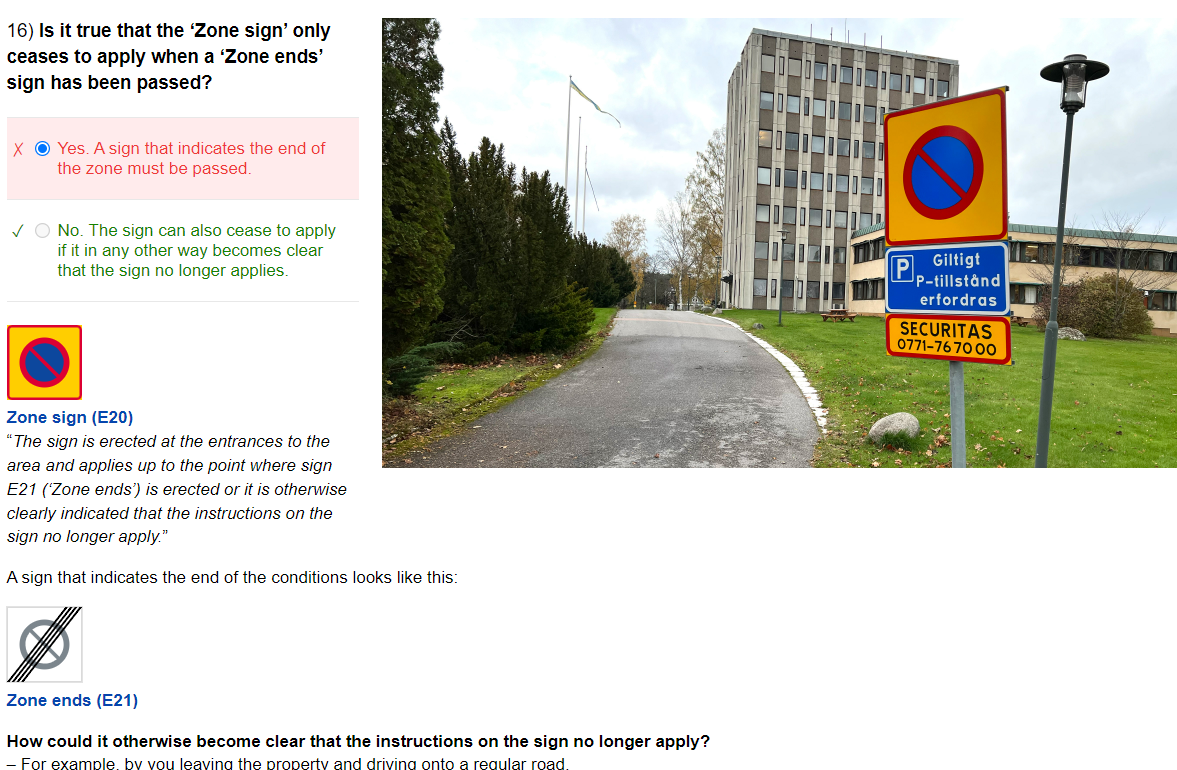 16) Is it true that the ‘Zone sign’ only
ceases to apply when a ‘Zone ends’
sign has been passed?
✗ Yes. A sign that indicates the end of
the zone must be passed.
✓ No. The sign can also cease to apply
if it in any other way becomes clear
that the sign no longer applies.
Zone sign (E20)
“The sign is erected at the entrances to the
area and applies up to the point where sign
E21 (‘Zone ends’) is erected or it is otherwise
clearly indicated that the instructions on the
sign no longer apply.”
A sign that indicates the end of the conditions looks like this:
Zone ends (E21)
How could it otherwise become clear that the instructions on the sign no longer apply?
– For example, by you leaving the property and driving onto a regular road.
P Giltigt
P-tillstånd
erfordras
SECURITAS
0771-76 70 00